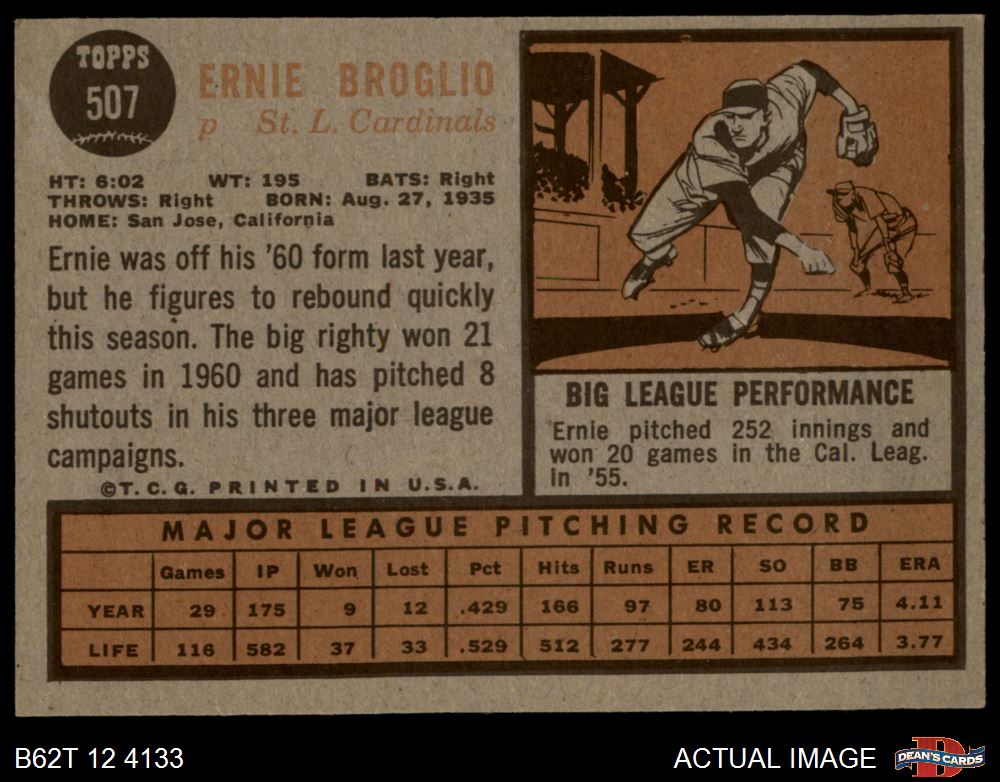 TOPPS
507
ERNIE BROGLIO
p St. L. Cardinals
HT: 6:02 WT: 195 BATS: Right
THROWS: Right BORN: Aug. 27, 1935
HOME: San Jose, California
Ernie was off his '60 form last year,
but he figures to rebound quickly
this season. The big righty won 21
games in 1960 and has pitched 8
shutouts in his three major league
campaigns.
©T. C. G. PRINTED IN U.S.A.
BIG LEAGUE PERFORMANCE
Ernie pitched 252 innings and
won 20 games in the Cal. Leag.
in '55.
MAJOR LEAGUE PITCHING RECORD
Games IP Won Lost Pct Hits Runs ER SO BB ERA
YEAR 29 175 9 12 .429 166 97 80 113 75 4.11
LIFE 116 582 37 33 .529 512 277 244 434 264 3.77
B62T 12 4133 ACTUAL IMAGE D DEAN'S CARDS